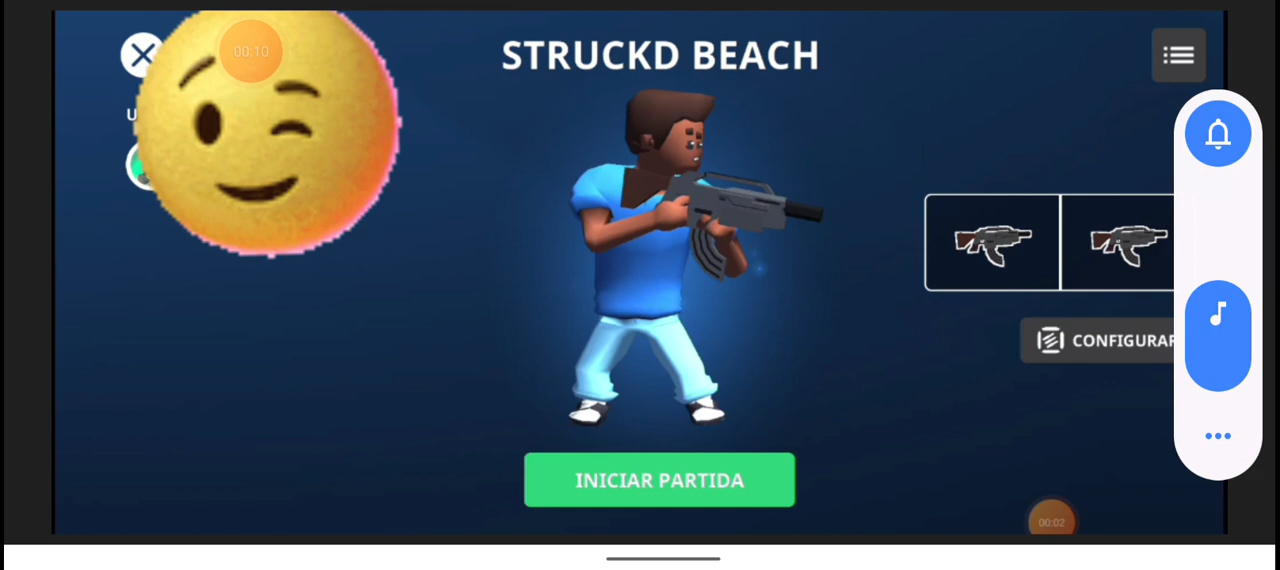 00:10
STRUCKD BEACH
U
CONFIGURAR
INICIAR PARTIDA
00:02